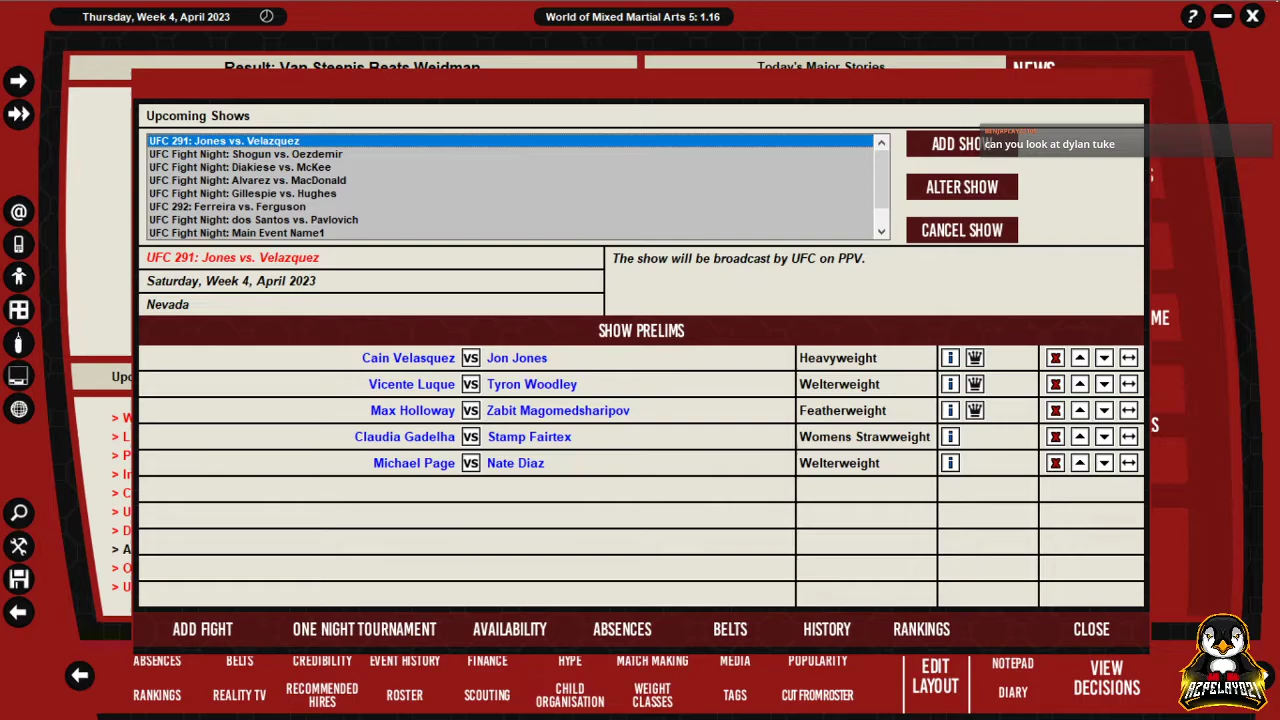 Thursday, Week 4, April 2023
World of Mixed Martial Arts 5: 1.16
?
Result: Van Steenis Beats Weidman
Today's Major Stories
NEWS
Upcoming Shows
UFC 291: Jones vs. Velazquez
UFC Fight Night: Shogun vs. Oezdemir
UFC Fight Night: Diakiese vs. McKee
UFC Fight Night: Alvarez vs. MacDonald
UFC Fight Night: Gillespie vs. Hughes
UFC 292: Ferreira vs. Ferguson
UFC Fight Night: dos Santos vs. Pavlovich
UFC Fight Night: Main Event Name1
ADD SHO
can you look at dylan tuke
ALTER SHOW
CANCEL SHOW
UFC 291: Jones vs. Velazquez
Saturday, Week 4, April 2023
Nevada
The show will be broadcast by UFC on PPV.
SHOW PRELIMS
Cain Velasquez VS Jon Jones Heavyweight i X
Vicente Luque VS Tyron Woodley Welterweight i X
Max Holloway VS Zabit Magomedsharipov Featherweight i X
Claudia Gadelha VS Stamp Fairtex Womens Strawweight i X
Michael Page VS Nate Diaz Welterweight i X
Upc
ME
S
> W
> L
> P
> In
> C
> U
> D
> A
> O
> U
ADD FIGHT ONE NIGHT TOURNAMENT AVAILABILITY ABSENCES BELTS HISTORY RANKINGS CLOSE
ABSENCES BELTS CREDIBILITY EVENT HISTORY FINANCE HYPE MATCH MAKING MEDIA POPULARITY
RANKINGS REALITY TV RECOMMENDED HIRES ROSTER SCOUTING CHILD ORGANISATION WEIGHT CLASSES TAGS CUT FROM ROSTER
EDIT LAYOUT
NOTEPAD
DIARY
VIEW DECISIONS
ACPELAYO21